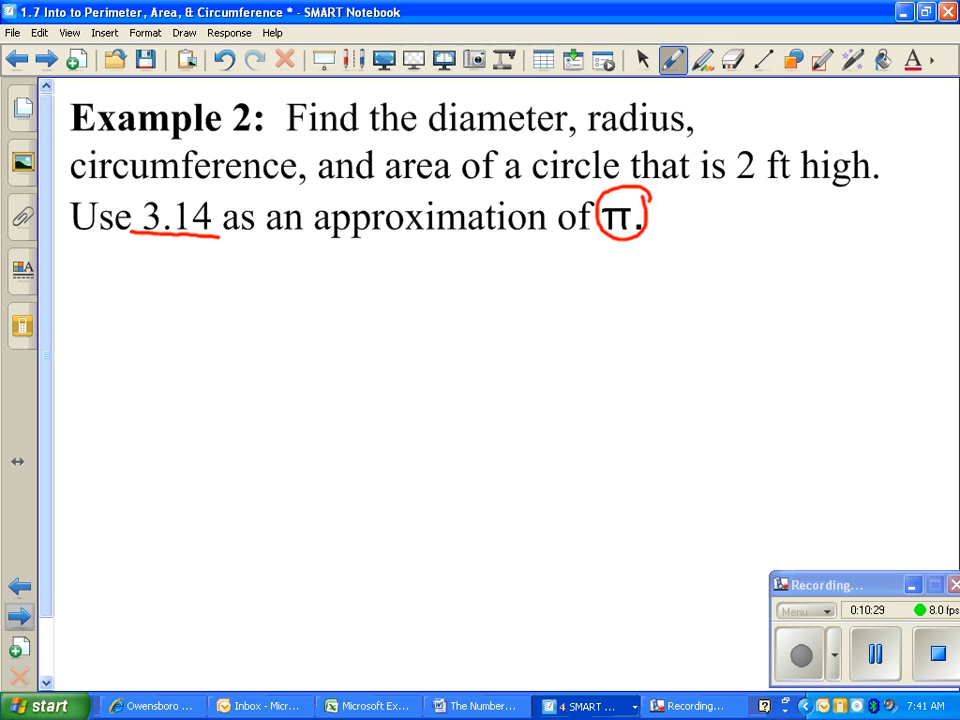 1.7 Into to Perimeter, Area, & Circumference * - SMART Notebook
File Edit View Insert Format Draw Response Help
Example 2: Find the diameter, radius,
circumference, and area of a circle that is 2 ft high.
Use 3.14 as an approximation of π.
Recording...
Menu 0:10:29 8.0 fps
start Owensboro ... Inbox - Micr... Microsoft Ex... The Number... 4 SMART ... Recording... 7:41 AM